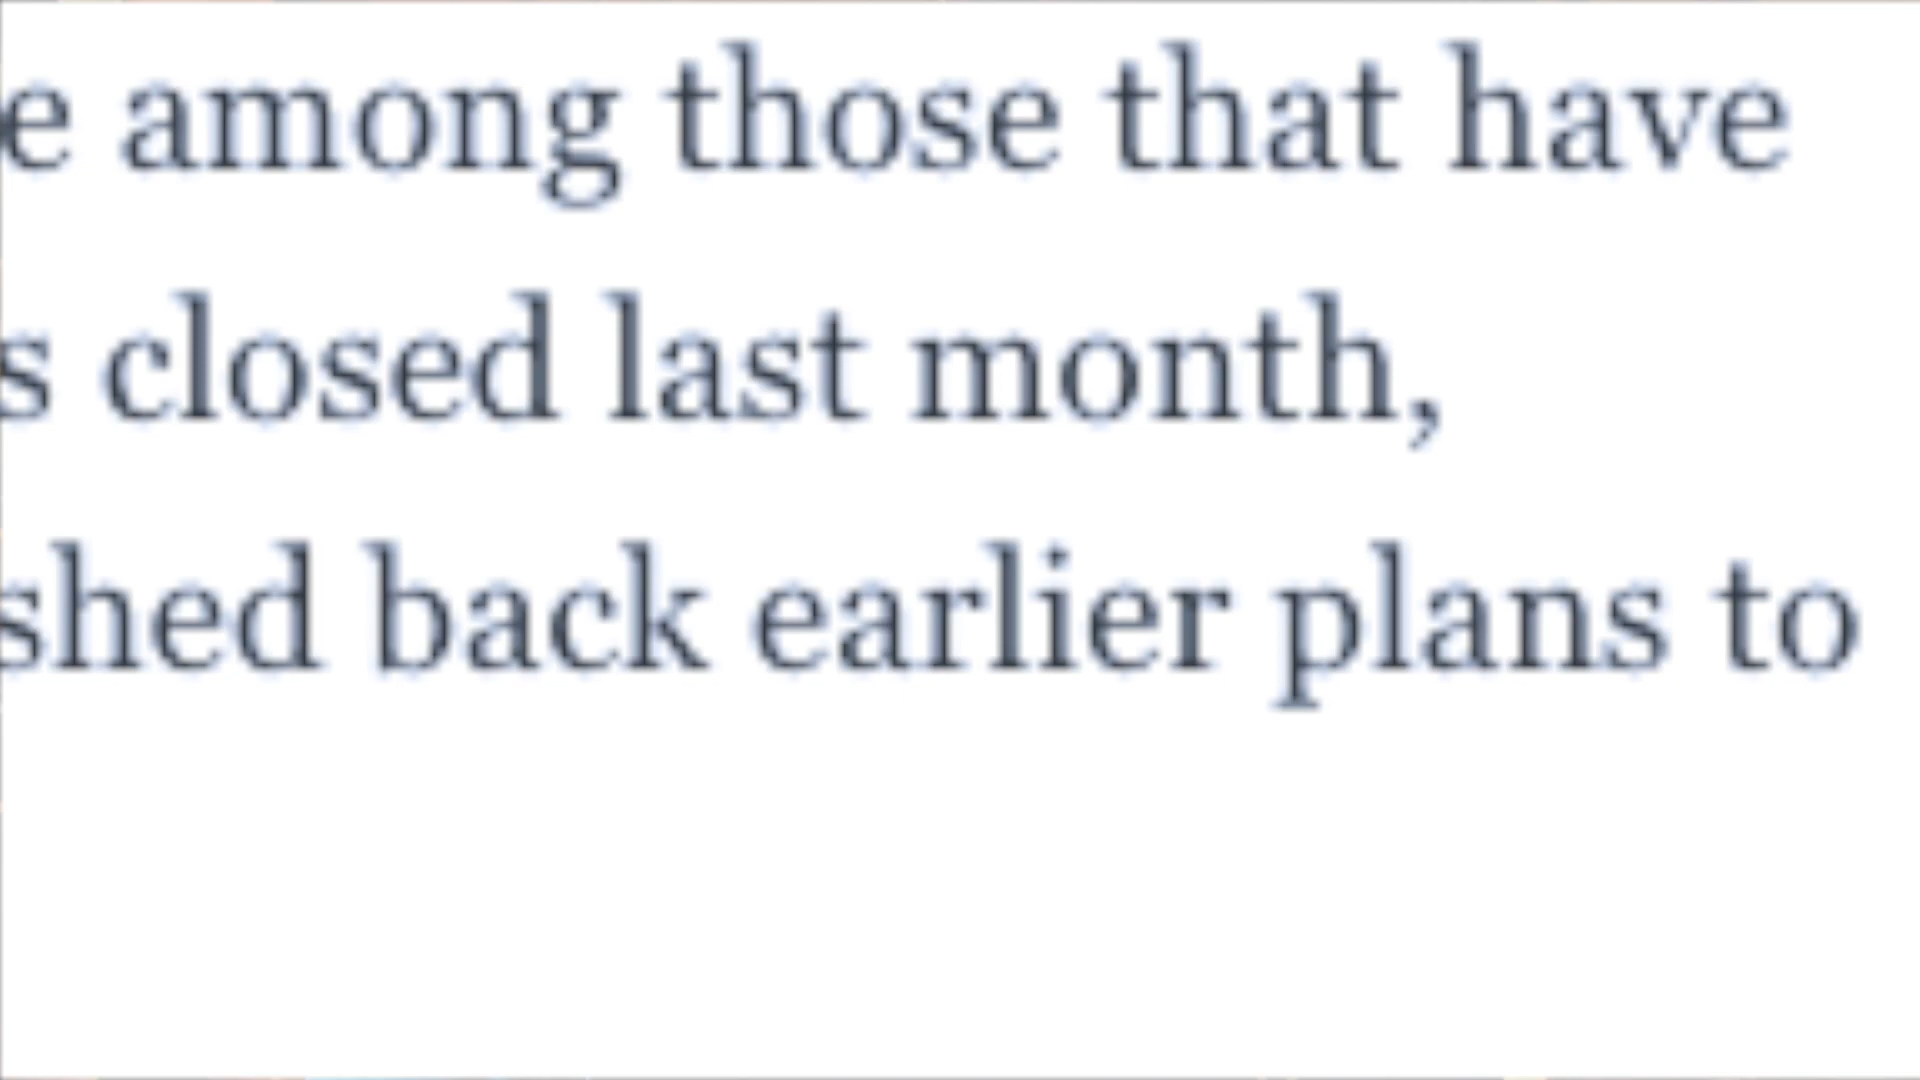 e among those that have
s closed last month,
shed back earlier plans to